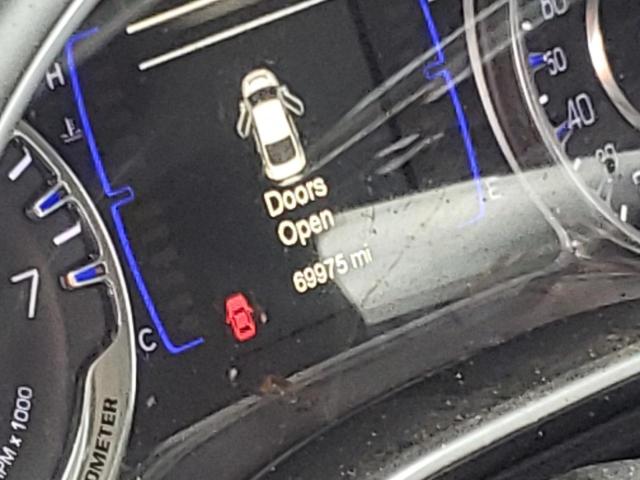 H
Doors
Open
69975 mi
E
C
7
PM x 1000
OMETER
60
50
40